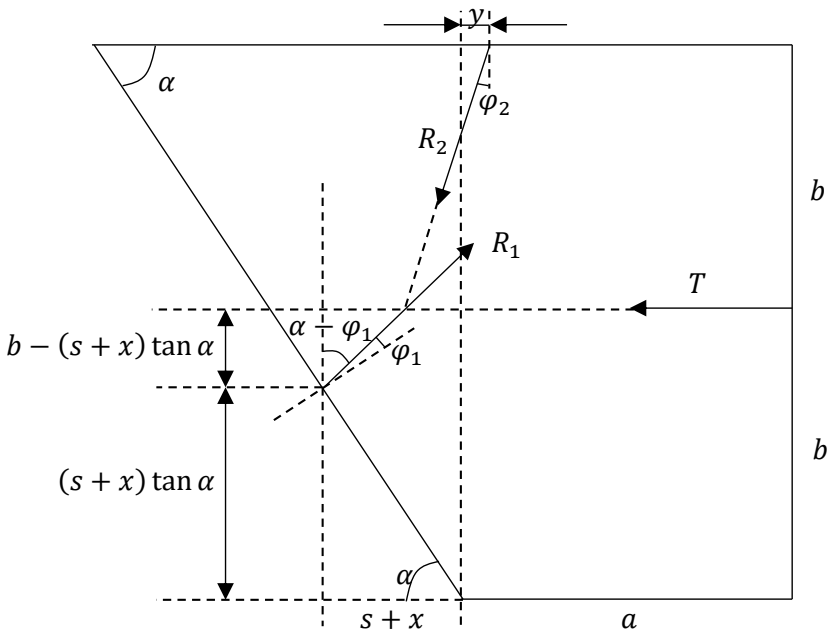 y
α
φ₂
R₂
b
R₁
T
α − φ₁
φ₁
b − (s + x) tan α
b
(s + x) tan α
α
s + x
a